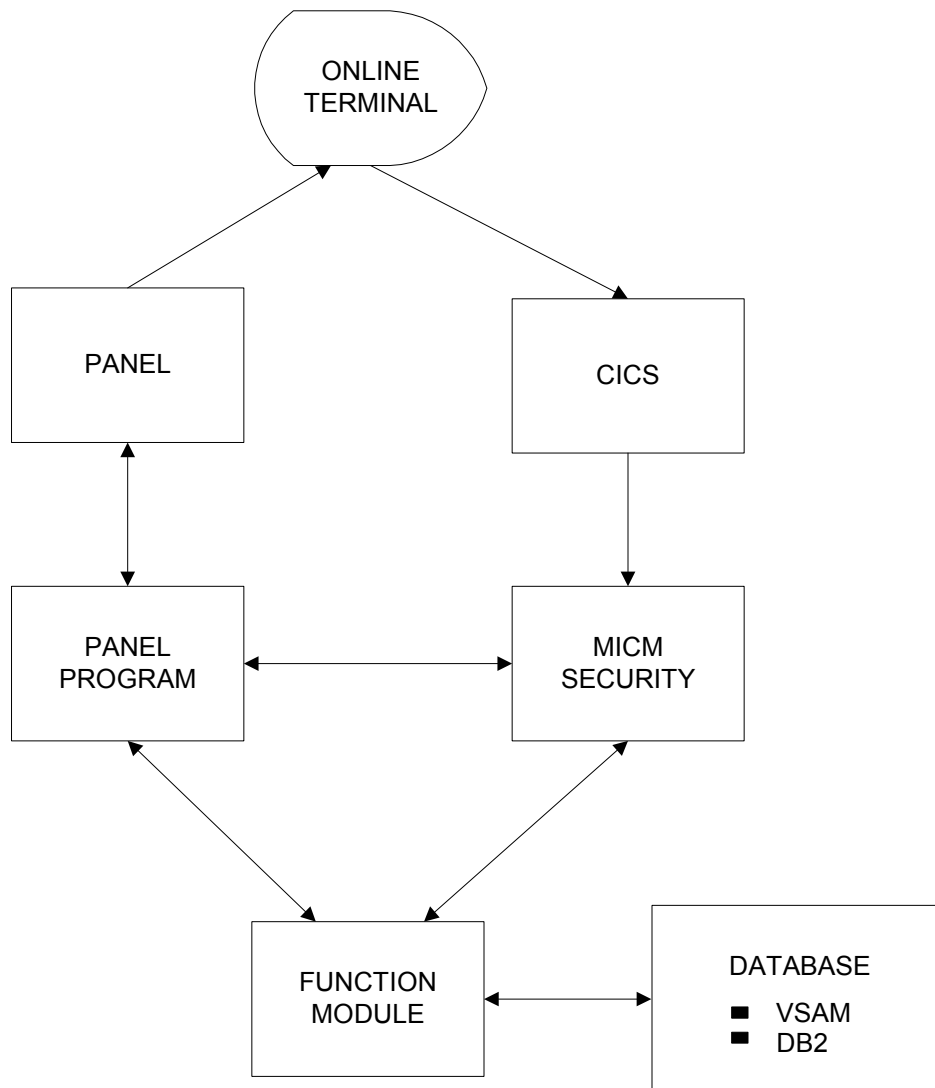 ONLINE
TERMINAL
PANEL
CICS
PANEL
PROGRAM
MICM
SECURITY
FUNCTION
MODULE
DATABASE
VSAM
DB2